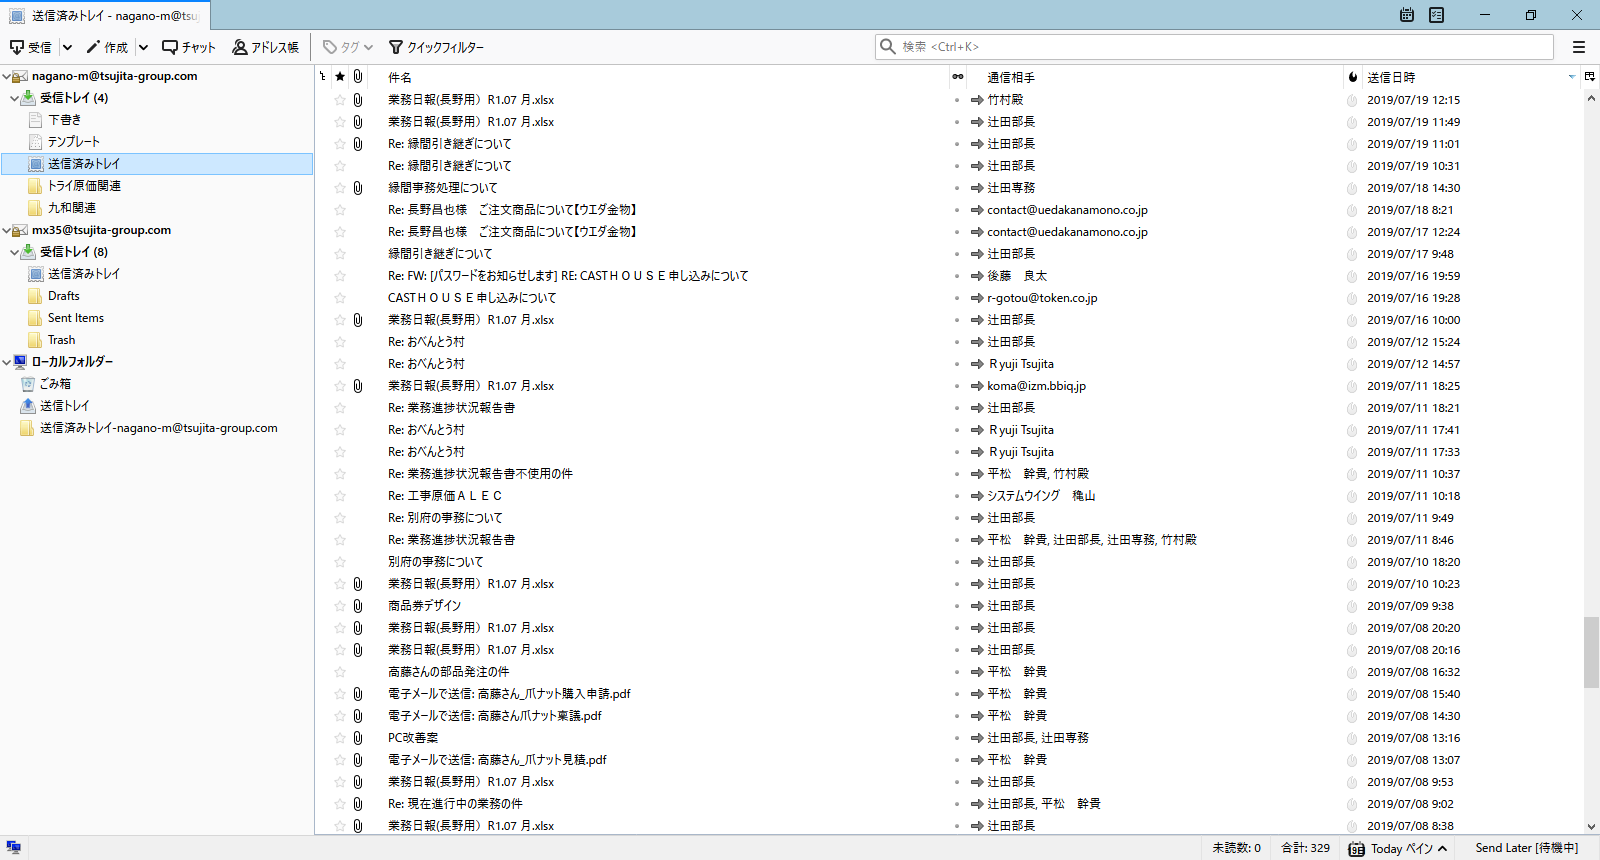 送信済みトレイ - nagano-m@tsu
受信 作成 チャット アドレス帳 タグ クイックフィルター 検索 <Ctrl+K>
nagano-m@tsujita-group.com
受信トレイ (4)
下書き
テンプレート
送信済みトレイ
トライ原価関連
九和関連
mx35@tsujita-group.com
受信トレイ (8)
送信済みトレイ
Drafts
Sent Items
Trash
ローカルフォルダー
ごみ箱
送信トレイ
送信済みトレイ-nagano-m@tsujita-group.com
件名 通信相手 送信日時
業務日報(長野用）R1.07 月.xlsx 竹村殿 2019/07/19 12:15
業務日報(長野用）R1.07 月.xlsx 辻田部長 2019/07/19 11:49
Re: 縁間引き継ぎについて 辻田部長 2019/07/19 11:01
Re: 縁間引き継ぎについて 辻田部長 2019/07/19 10:31
縁間事務処理について 辻田専務 2019/07/18 14:30
Re: 長野昌也様　ご注文商品について【ウエダ金物】 contact@uedakanamono.co.jp 2019/07/18 8:21
Re: 長野昌也様　ご注文商品について【ウエダ金物】 contact@uedakanamono.co.jp 2019/07/17 12:24
縁間引き継ぎについて 辻田部長 2019/07/17 9:48
Re: FW: [パスワードをお知らせします] RE: CASTＨＯＵＳＥ申し込みについて 後藤　良太 2019/07/16 19:59
CASTＨＯＵＳＥ申し込みについて r-gotou@token.co.jp 2019/07/16 19:28
業務日報(長野用）R1.07 月.xlsx 辻田部長 2019/07/16 10:00
Re: おべんとう村 辻田部長 2019/07/12 15:24
Re: おべんとう村 Ｒyuji Tsujita 2019/07/12 14:57
業務日報(長野用）R1.07 月.xlsx koma@izm.bbiq.jp 2019/07/11 18:25
Re: 業務進捗状況報告書 辻田部長 2019/07/11 18:21
Re: おべんとう村 Ｒyuji Tsujita 2019/07/11 17:41
Re: おべんとう村 Ｒyuji Tsujita 2019/07/11 17:33
Re: 業務進捗状況報告書不使用の件 平松　幹貴, 竹村殿 2019/07/11 10:37
Re: 工事原価ＡＬＥＣ システムウイング　穐山 2019/07/11 10:18
Re: 別府の事務について 辻田部長 2019/07/11 9:49
Re: 業務進捗状況報告書 平松　幹貴, 辻田部長, 辻田専務, 竹村殿 2019/07/11 8:46
別府の事務について 辻田部長 2019/07/10 18:20
業務日報(長野用）R1.07 月.xlsx 辻田部長 2019/07/10 10:23
商品券デザイン 辻田部長 2019/07/09 9:38
業務日報(長野用）R1.07 月.xlsx 辻田部長 2019/07/08 20:20
業務日報(長野用）R1.07 月.xlsx 辻田部長 2019/07/08 20:16
高藤さんの部品発注の件 平松　幹貴 2019/07/08 16:32
電子メールで送信: 高藤さん_爪ナット購入申請.pdf 平松　幹貴 2019/07/08 15:40
電子メールで送信: 高藤さん爪ナット稟議.pdf 平松　幹貴 2019/07/08 14:30
PC改善案 辻田部長, 辻田専務 2019/07/08 13:16
電子メールで送信: 高藤さん_爪ナット見積.pdf 平松　幹貴 2019/07/08 13:07
業務日報(長野用）R1.07 月.xlsx 辻田部長 2019/07/08 9:53
Re: 現在進行中の業務の件 辻田部長, 平松　幹貴 2019/07/08 9:02
業務日報(長野用）R1.07 月.xlsx 辻田部長 2019/07/08 8:38
未読数: 0 合計: 329 Today ペイン Send Later [待機中]